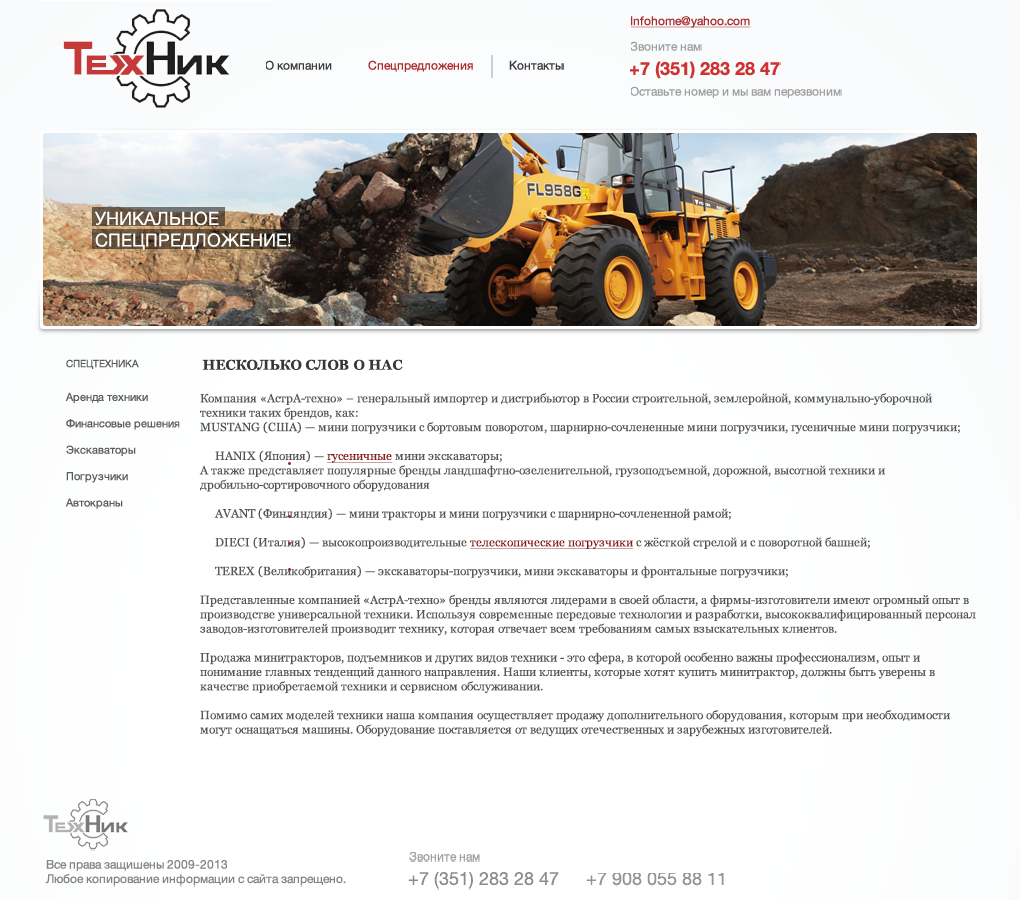 ТехНик
О компании
Спецпредложения
Контакты
Infohome@yahoo.com
Звоните нам
+7 (351) 283 28 47
Оставьте номер и мы вам перезвоним
FL958G
УНИКАЛЬНОЕ
СПЕЦПРЕДЛОЖЕНИЕ!
СПЕЦТЕХНИКА
Аренда техники
Финансовые решения
Экскаваторы
Погрузчики
Автокраны
НЕСКОЛЬКО СЛОВ О НАС
Компания «АстрА-техно» – генеральный импортер и дистрибьютор в России строительной, землеройной, коммунально-уборочной
техники таких брендов, как:
MUSTANG (США) — мини погрузчики с бортовым поворотом, шарнирно-сочлененные мини погрузчики, гусеничные мини погрузчики;
HANIX (Япония) — гусеничные мини экскаваторы;
А также представляет популярные бренды ландшафтно-озеленительной, грузоподъемной, дорожной, высотной техники и
дробильно-сортировочного оборудования
AVANT (Финляндия) — мини тракторы и мини погрузчики с шарнирно-сочлененной рамой;
DIECI (Италия) — высокопроизводительные телескопические погрузчики с жёсткой стрелой и с поворотной башней;
TEREX (Великобритания) — экскаваторы-погрузчики, мини экскаваторы и фронтальные погрузчики;
Представленные компанией «АстрА-техно» бренды являются лидерами в своей области, а фирмы-изготовители имеют огромный опыт в
производстве универсальной техники. Используя современные передовые технологии и разработки, высококвалифицированный персонал
заводов-изготовителей производит технику, которая отвечает всем требованиям самых взыскательных клиентов.
Продажа минитракторов, подъемников и других видов техники - это сфера, в которой особенно важны профессионализм, опыт и
понимание главных тенденций данного направления. Наши клиенты, которые хотят купить минитрактор, должны быть уверены в
качестве приобретаемой техники и сервисном обслуживании.
Помимо самих моделей техники наша компания осуществляет продажу дополнительного оборудования, которым при необходимости
могут оснащаться машины. Оборудование поставляется от ведущих отечественных и зарубежных изготовителей.
ТехНик
Все права защишены 2009-2013
Любое копирование информации с сайта запрещено.
Звоните нам
+7 (351) 283 28 47
+7 908 055 88 11